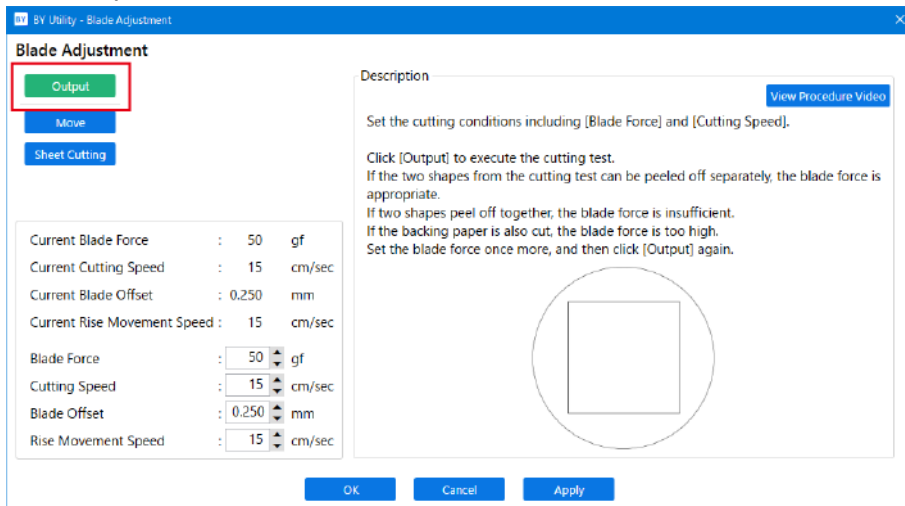 BY BY Utility - Blade Adjustment
Blade Adjustment
Output
Move
Sheet Cutting
Current Blade Force : 50 gf
Current Cutting Speed : 15 cm/sec
Current Blade Offset : 0.250 mm
Current Rise Movement Speed : 15 cm/sec
Blade Force : 50 gf
Cutting Speed : 15 cm/sec
Blade Offset : 0.250 mm
Rise Movement Speed : 15 cm/sec
Description
View Procedure Video
Set the cutting conditions including [Blade Force] and [Cutting Speed].
Click [Output] to execute the cutting test.
If the two shapes from the cutting test can be peeled off separately, the blade force is
appropriate.
If two shapes peel off together, the blade force is insufficient.
If the backing paper is also cut, the blade force is too high.
Set the blade force once more, and then click [Output] again.
OK Cancel Apply